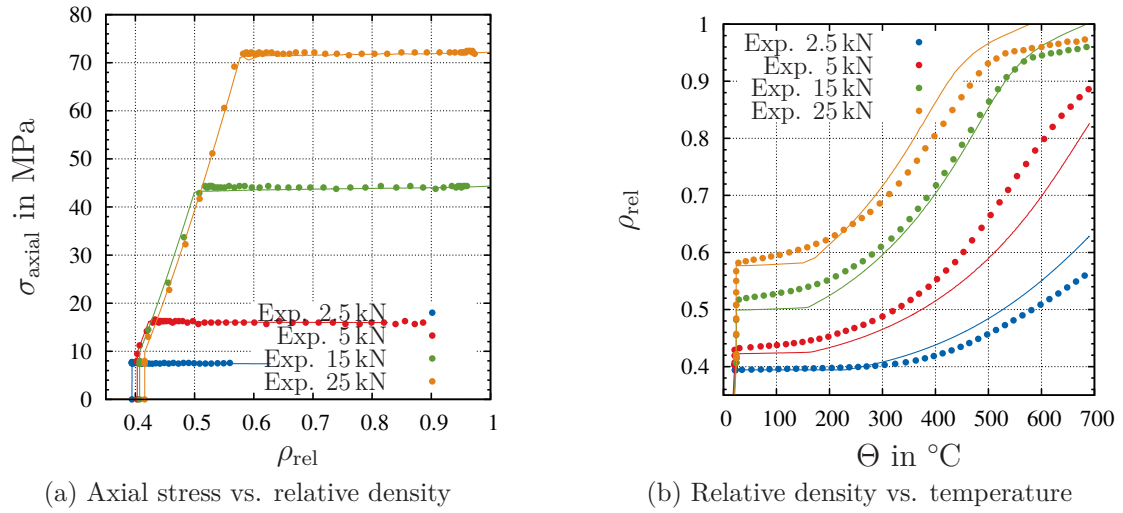 80
70
60
50
40
30
20
10
0
σaxial in MPa
Exp. 2.5 kN
Exp. 5 kN
Exp. 15 kN
Exp. 25 kN
0.4 0.5 0.6 0.7 0.8 0.9 1
ρrel
(a) Axial stress vs. relative density
1
0.9
0.8
0.7
0.6
0.5
0.4
ρrel
Exp. 2.5 kN
Exp. 5 kN
Exp. 15 kN
Exp. 25 kN
0 100 200 300 400 500 600 700
Θ in °C
(b) Relative density vs. temperature